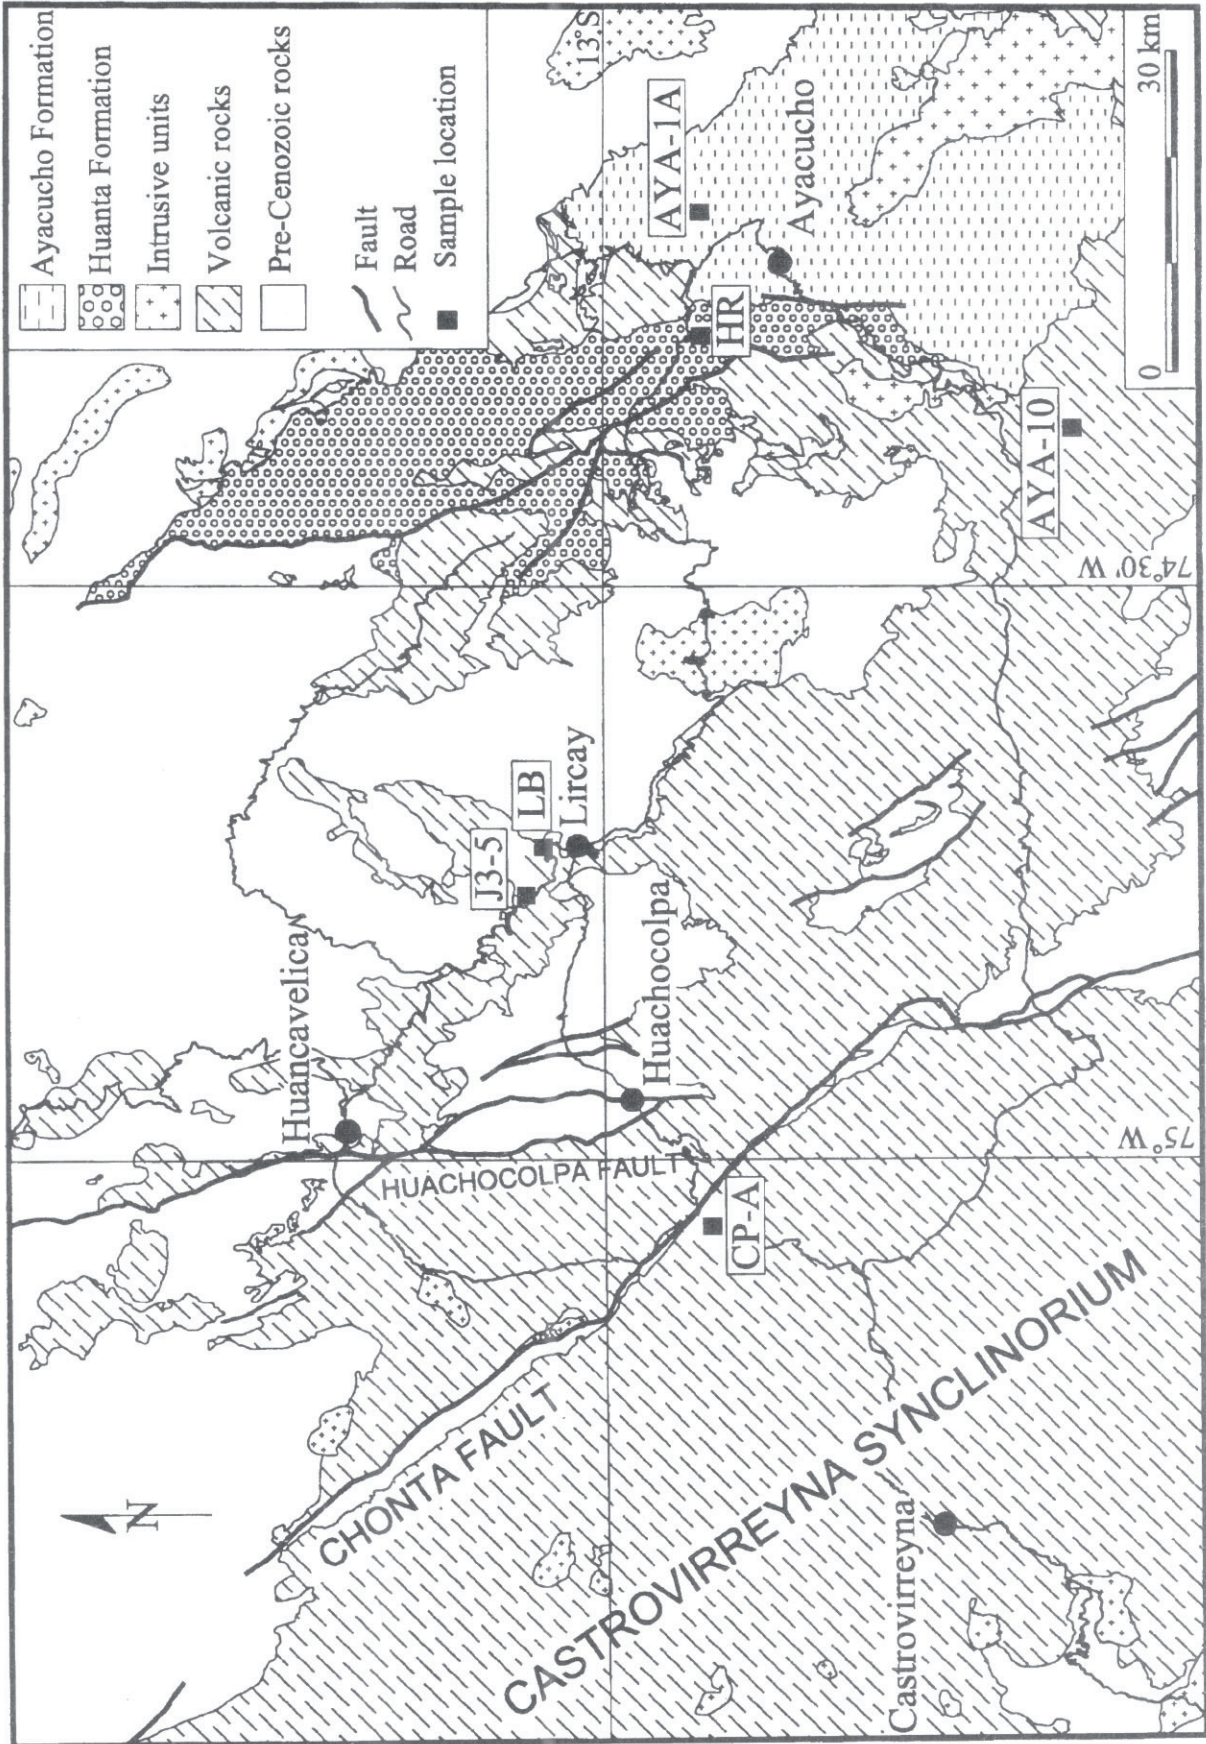 Ayacucho Formation
Huanta Formation
Intrusive units
Volcanic rocks
Pre-Cenozoic rocks
Fault
Road
Sample location
N
13°S
Huancavelica
J3-5
LB
Lircay
AYA-1A
Ayacucho
HR
HUACHOCOLPA FAULT
Huachocolpa
CHONTA FAULT
CP-A
CASTROVIRREYNA SYNCLINORIUM
Castrovirreyna
AYA-10
75° W
74°30' W
0
30 km